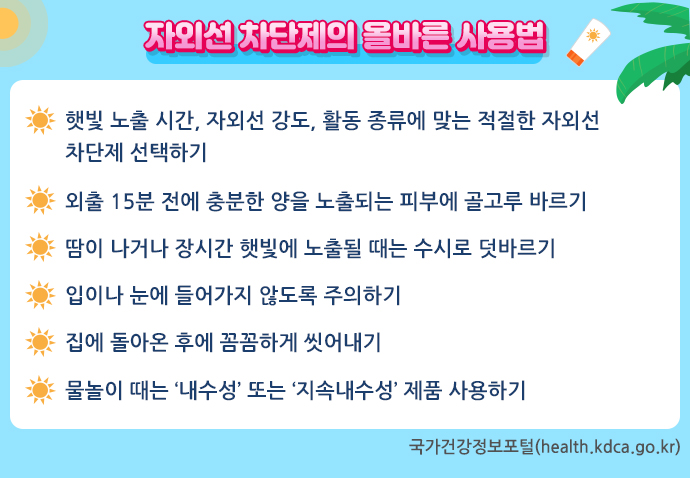 자외선 차단제의 올바른 사용법
햇빛 노출 시간, 자외선 강도, 활동 종류에 맞는 적절한 자외선
차단제 선택하기
외출 15분 전에 충분한 양을 노출되는 피부에 골고루 바르기
땀이 나거나 장시간 햇빛에 노출될 때는 수시로 덧바르기
입이나 눈에 들어가지 않도록 주의하기
집에 돌아온 후에 꼼꼼하게 씻어내기
물놀이 때는 ‘내수성’ 또는 ‘지속내수성’ 제품 사용하기
국가건강정보포털(health.kdca.go.kr)